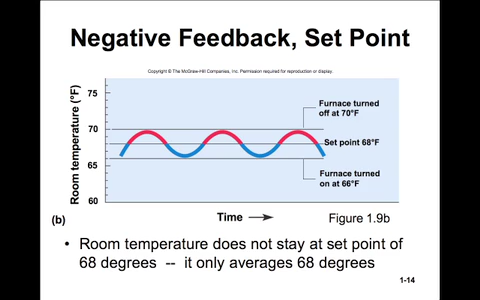 Negative Feedback, Set Point
Copyright © The McGraw-Hill Companies, Inc. Permission required for reproduction or display.
Room temperature (°F)
75
70
65
60
Furnace turned
off at 70°F
Set point 68°F
Furnace turned
on at 66°F
(b)
Time
Figure 1.9b
• Room temperature does not stay at set point of
68 degrees -- it only averages 68 degrees
1-14